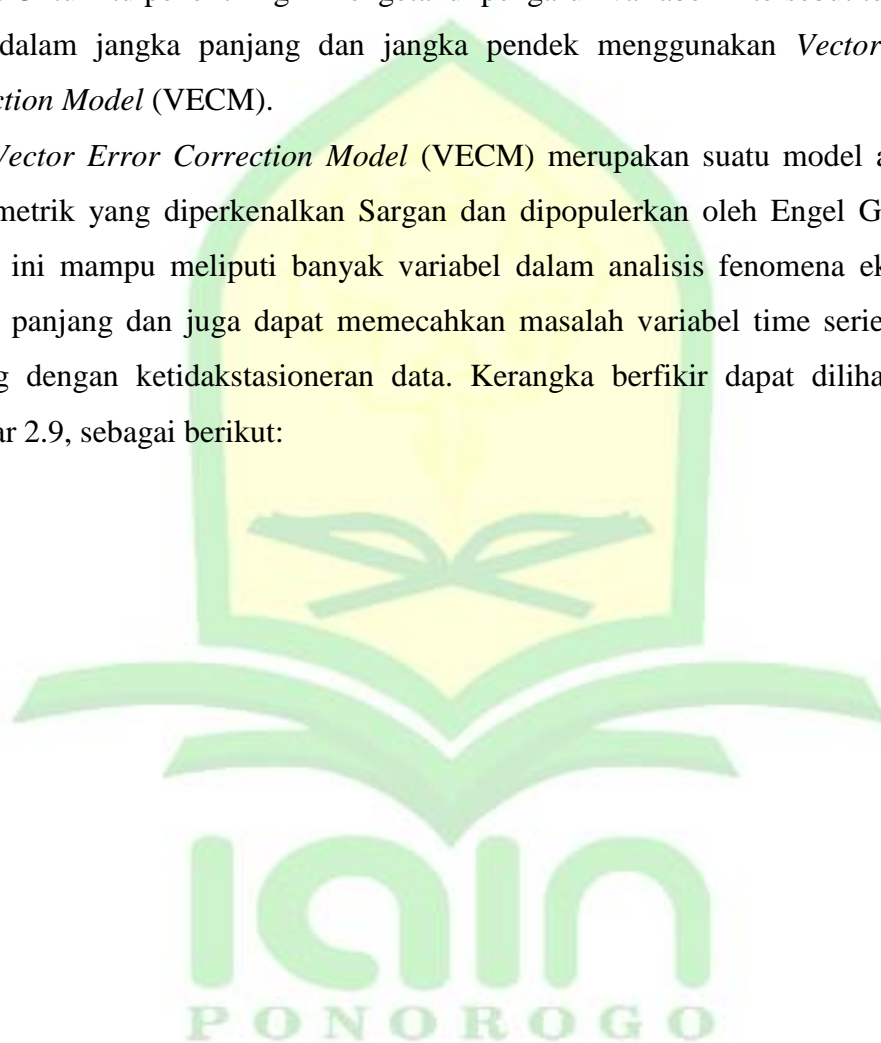 dalam jangka panjang dan jangka pendek menggunakan Vector
ction Model (VECM).
Vector Error Correction Model (VECM) merupakan suatu model a
metrik yang diperkenalkan Sargan dan dipopulerkan oleh Engel G
ini mampu meliputi banyak variabel dalam analisis fenomena ek
panjang dan juga dapat memecahkan masalah variabel time serie
g dengan ketidakstasioneran data. Kerangka berfikir dapat diliha
ar 2.9, sebagai berikut:
iain
PONOROGO